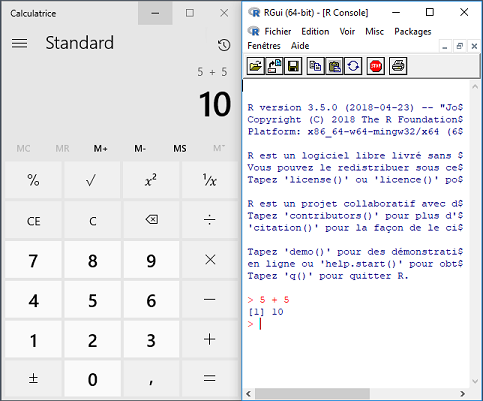 Calculatrice
Standard
5 + 5
10
MC MR M+ M- MS M˅
% √ x² ¹/x
CE C ÷
7 8 9 ×
4 5 6 −
1 2 3 +
± 0 , =
RGui (64-bit) - [R Console]
Fichier Edition Voir Misc Packages
Fenêtres Aide
STOP
R version 3.5.0 (2018-04-23) -- "Jo$
Copyright (C) 2018 The R Foundation$
Platform: x86_64-w64-mingw32/x64 (6$
R est un logiciel libre livré sans $
Vous pouvez le redistribuer sous ce$
Tapez 'license()' ou 'licence()' po$
R est un projet collaboratif avec d$
Tapez 'contributors()' pour plus d'$
'citation()' pour la façon de le ci$
Tapez 'demo()' pour des démonstrati$
en ligne ou 'help.start()' pour obt$
Tapez 'q()' pour quitter R.
> 5 + 5
[1] 10
>